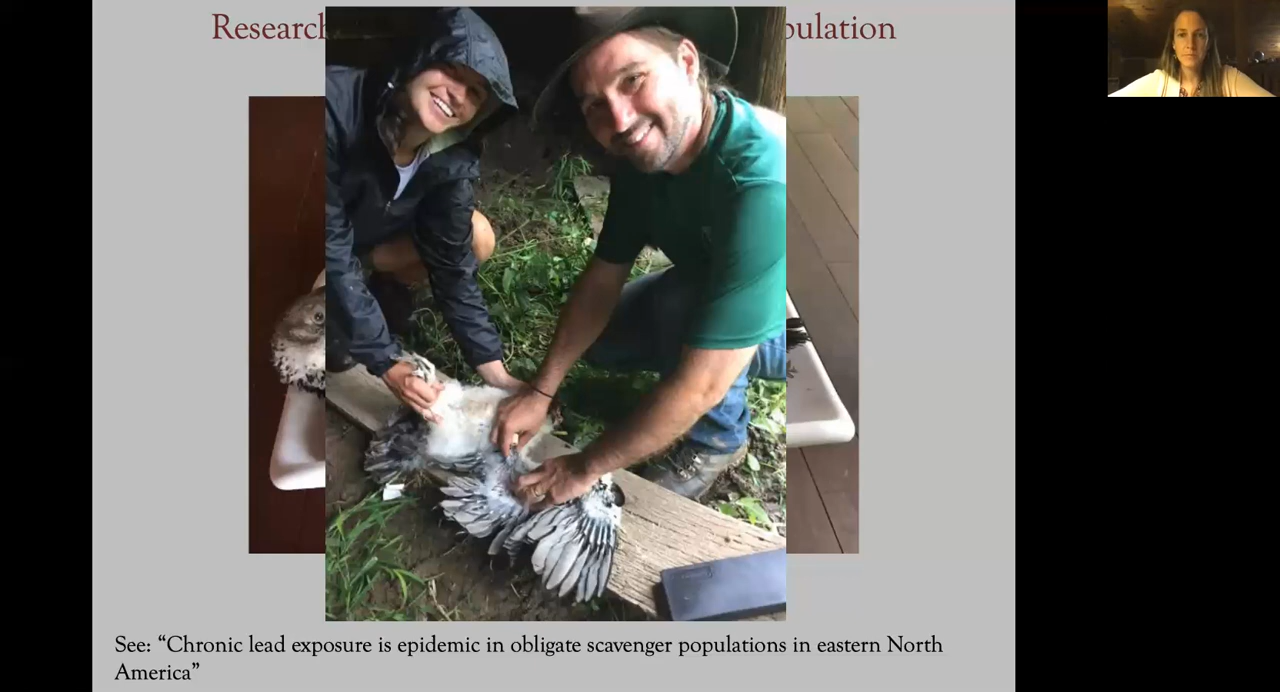 Research
pulation
See: “Chronic lead exposure is epidemic in obligate scavenger populations in eastern North
America”